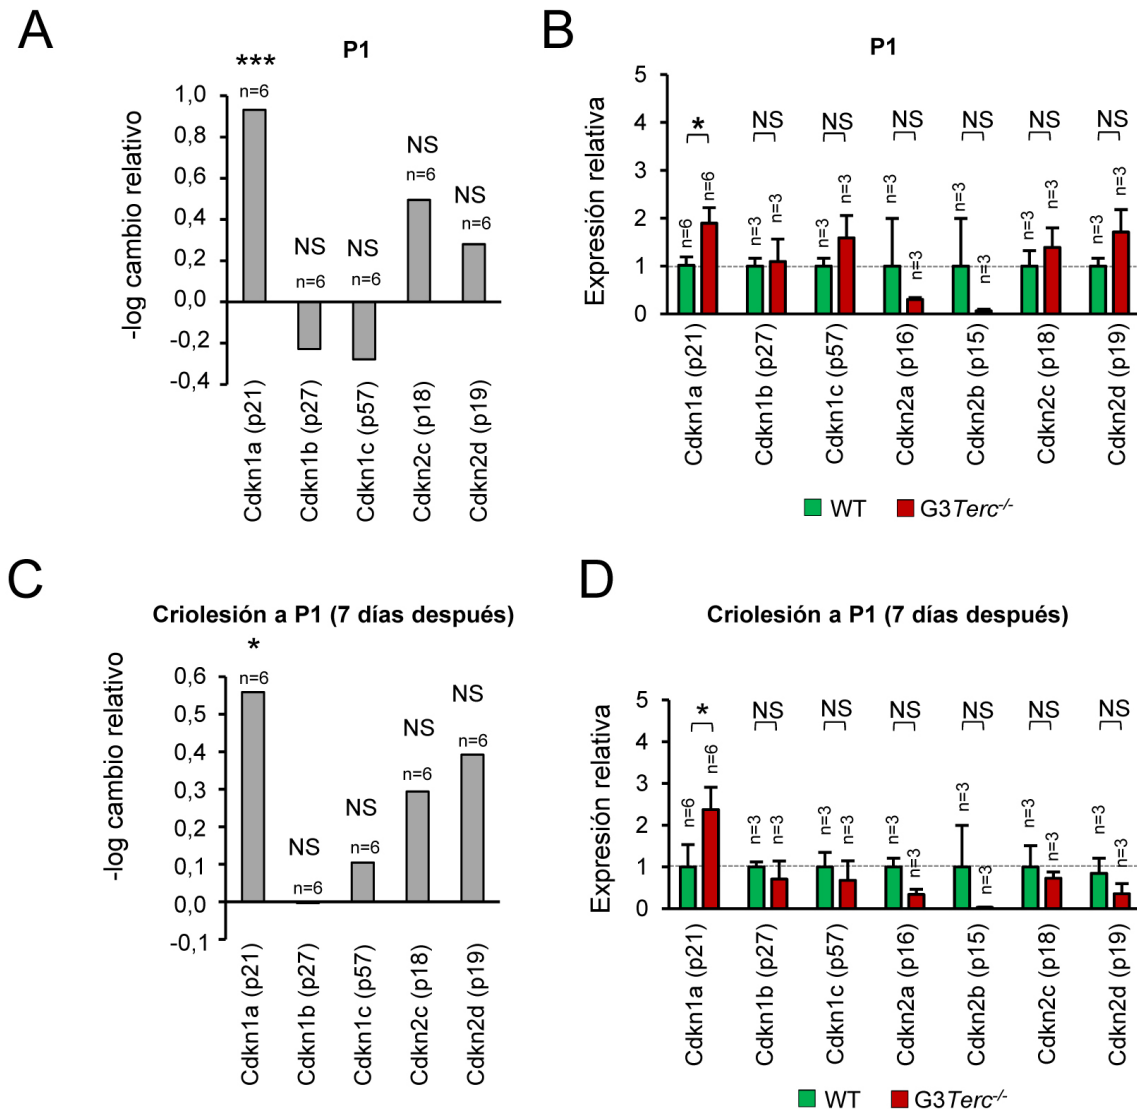 A
P1
***
n=6
NS
n=6
NS
n=6
NS
n=6
NS
n=6
-log cambio relativo
1,0
0,8
0,6
0,4
0,2
0,0
-0,2
-0,4
Cdkn1a (p21)
Cdkn1b (p27)
Cdkn1c (p57)
Cdkn2c (p18)
Cdkn2d (p19)
B
P1
Expresión relativa
5
4
3
2
1
0
*
NS
NS
NS
NS
NS
NS
n=6
n=6
n=3
n=3
n=3
n=3
n=3
n=3
n=3
n=3
n=3
n=3
n=3
n=3
Cdkn1a (p21)
Cdkn1b (p27)
Cdkn1c (p57)
Cdkn2a (p16)
Cdkn2b (p15)
Cdkn2c (p18)
Cdkn2d (p19)
WT
G3Terc-/-
C
Criolesión a P1 (7 días después)
*
n=6
NS
n=6
NS
n=6
NS
n=6
NS
n=6
-log cambio relativo
0,6
0,5
0,4
0,3
0,2
0,1
0,0
-0,1
Cdkn1a (p21)
Cdkn1b (p27)
Cdkn1c (p57)
Cdkn2c (p18)
Cdkn2d (p19)
D
Criolesión a P1 (7 días después)
Expresión relativa
5
4
3
2
1
0
*
NS
NS
NS
NS
NS
NS
n=6
n=6
n=3
n=3
n=3
n=3
n=3
n=3
n=3
n=3
n=3
n=3
n=3
n=3
Cdkn1a (p21)
Cdkn1b (p27)
Cdkn1c (p57)
Cdkn2a (p16)
Cdkn2b (p15)
Cdkn2c (p18)
Cdkn2d (p19)
WT
G3Terc-/-